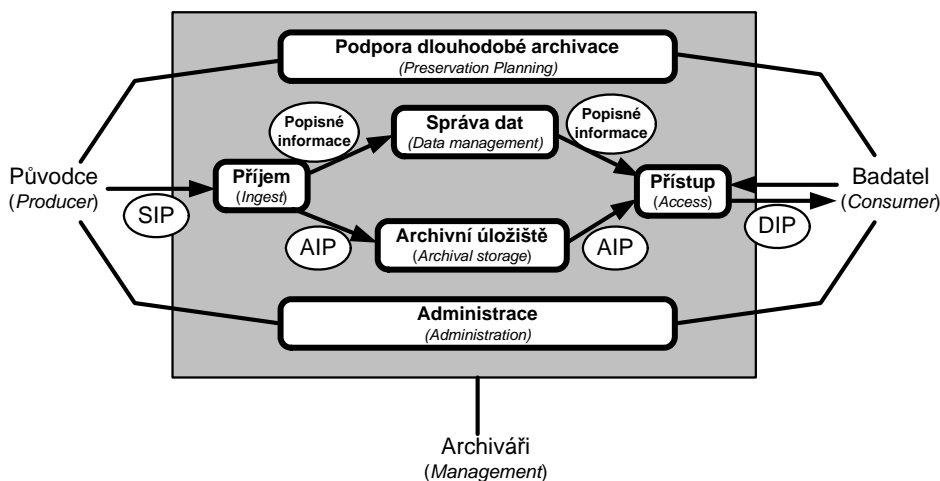 Podpora dlouhodobé archivace
(Preservation Planning)
Popisné
informace
Správa dat
(Data management)
Popisné
informace
Původce
(Producer)
SIP
Příjem
(Ingest)
Přístup
(Access)
Badatel
(Consumer)
DIP
AIP
Archivní úložiště
(Archival storage)
AIP
Administrace
(Administration)
Archiváři
(Management)